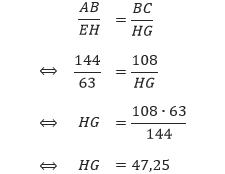 AB/EH = BC/HG
⇔ 144/63 = 108/HG
⇔ HG = 108·63/144
⇔ HG = 47,25